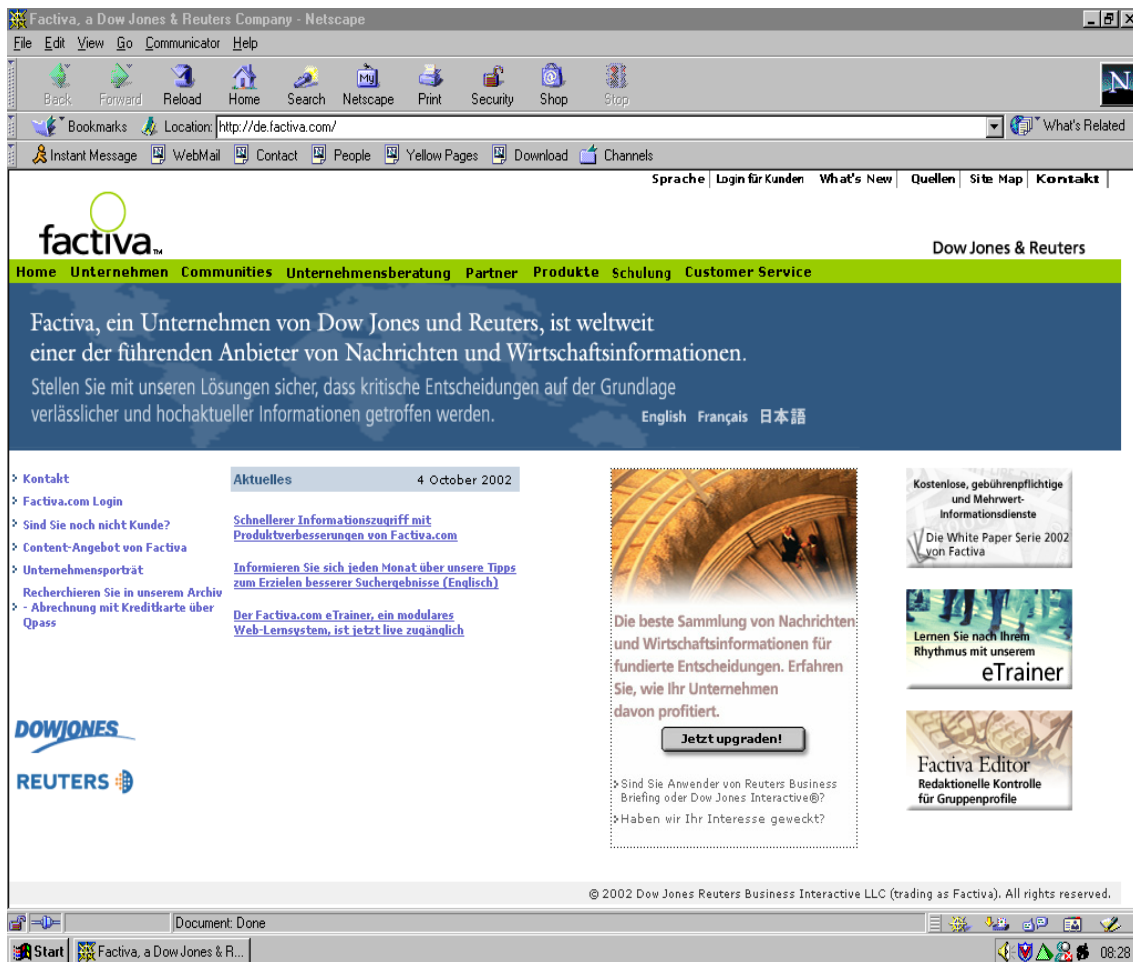 Factiva, a Dow Jones & Reuters Company - Netscape
File Edit View Go Communicator Help
Back Forward Reload Home Search Netscape Print Security Shop Stop
Bookmarks Location: http://de.factiva.com/ What's Related
Instant Message WebMail Contact People Yellow Pages Download Channels
Sprache Login für Kunden What's New Quellen Site Map Kontakt
factiva™
Dow Jones & Reuters
Home Unternehmen Communities Unternehmensberatung Partner Produkte Schulung Customer Service
Factiva, ein Unternehmen von Dow Jones und Reuters, ist weltweit
einer der führenden Anbieter von Nachrichten und Wirtschaftsinformationen.
Stellen Sie mit unseren Lösungen sicher, dass kritische Entscheidungen auf der Grundlage
verlässlicher und hochaktueller Informationen getroffen werden.
English Français 日本語
Kontakt
Factiva.com Login
Sind Sie noch nicht Kunde?
Content-Angebot von Factiva
Unternehmensporträt
Recherchieren Sie in unserem Archiv
- Abrechnung mit Kreditkarte über
Qpass
DOWJONES
REUTERS
Aktuelles 4 October 2002
Schnellerer Informationszugriff mit
Produktverbesserungen von Factiva.com
Informieren Sie sich jeden Monat über unsere Tipps
zum Erzielen besserer Suchergebnisse (Englisch)
Der Factiva.com eTrainer, ein modulares
Web-Lernsystem, ist jetzt live zugänglich
Die beste Sammlung von Nachrichten
und Wirtschaftsinformationen für
fundierte Entscheidungen. Erfahren
Sie, wie Ihr Unternehmen
davon profitiert.
Jetzt upgraden!
Sind Sie Anwender von Reuters Business
Briefing oder Dow Jones Interactive®?
Haben wir Ihr Interesse geweckt?
Kostenlose, gebührenpflichtige
und Mehrwert-
Informationsdienste
Die White Paper Serie 2002
von Factiva
Lernen Sie nach Ihrem
Rhythmus mit unserem
eTrainer
Factiva Editor
Redaktionelle Kontrolle
für Gruppenprofile
© 2002 Dow Jones Reuters Business Interactive LLC (trading as Factiva). All rights reserved.
Document: Done
Start Factiva, a Dow Jones & R... 08:28